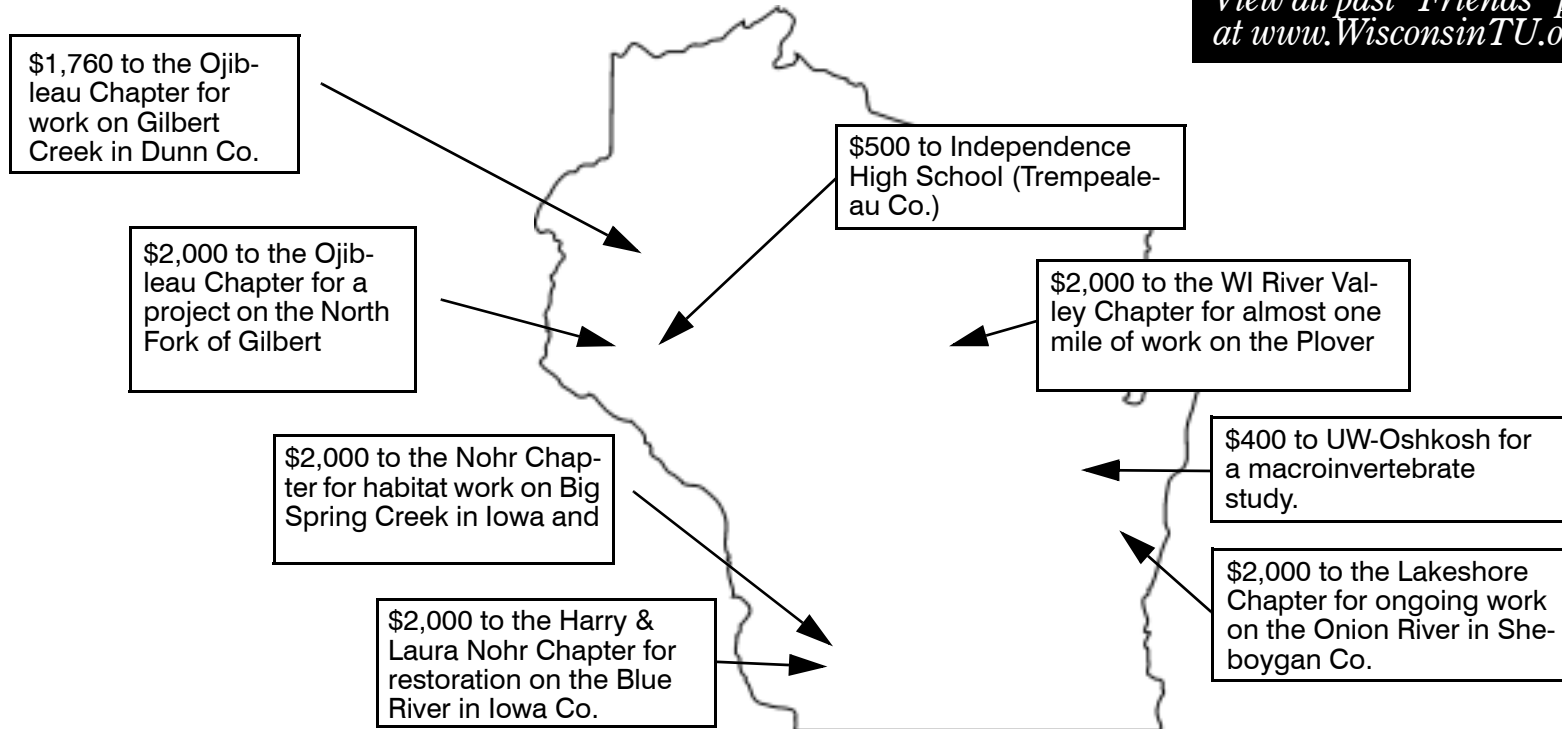 View all past "Friends"
at www.WisconsinTU.o
$1,760 to the Ojib-
leau Chapter for
work on Gilbert
Creek in Dunn Co.
$500 to Independence
High School (Trempeale-
au Co.)
$2,000 to the Ojib-
leau Chapter for a
project on the North
Fork of Gilbert
$2,000 to the WI River Val-
ley Chapter for almost one
mile of work on the Plover
$400 to UW-Oshkosh for
a macroinvertebrate
study.
$2,000 to the Nohr Chap-
ter for habitat work on Big
Spring Creek in Iowa and
$2,000 to the Lakeshore
Chapter for ongoing work
on the Onion River in She-
boygan Co.
$2,000 to the Harry &
Laura Nohr Chapter for
restoration on the Blue
River in Iowa Co.